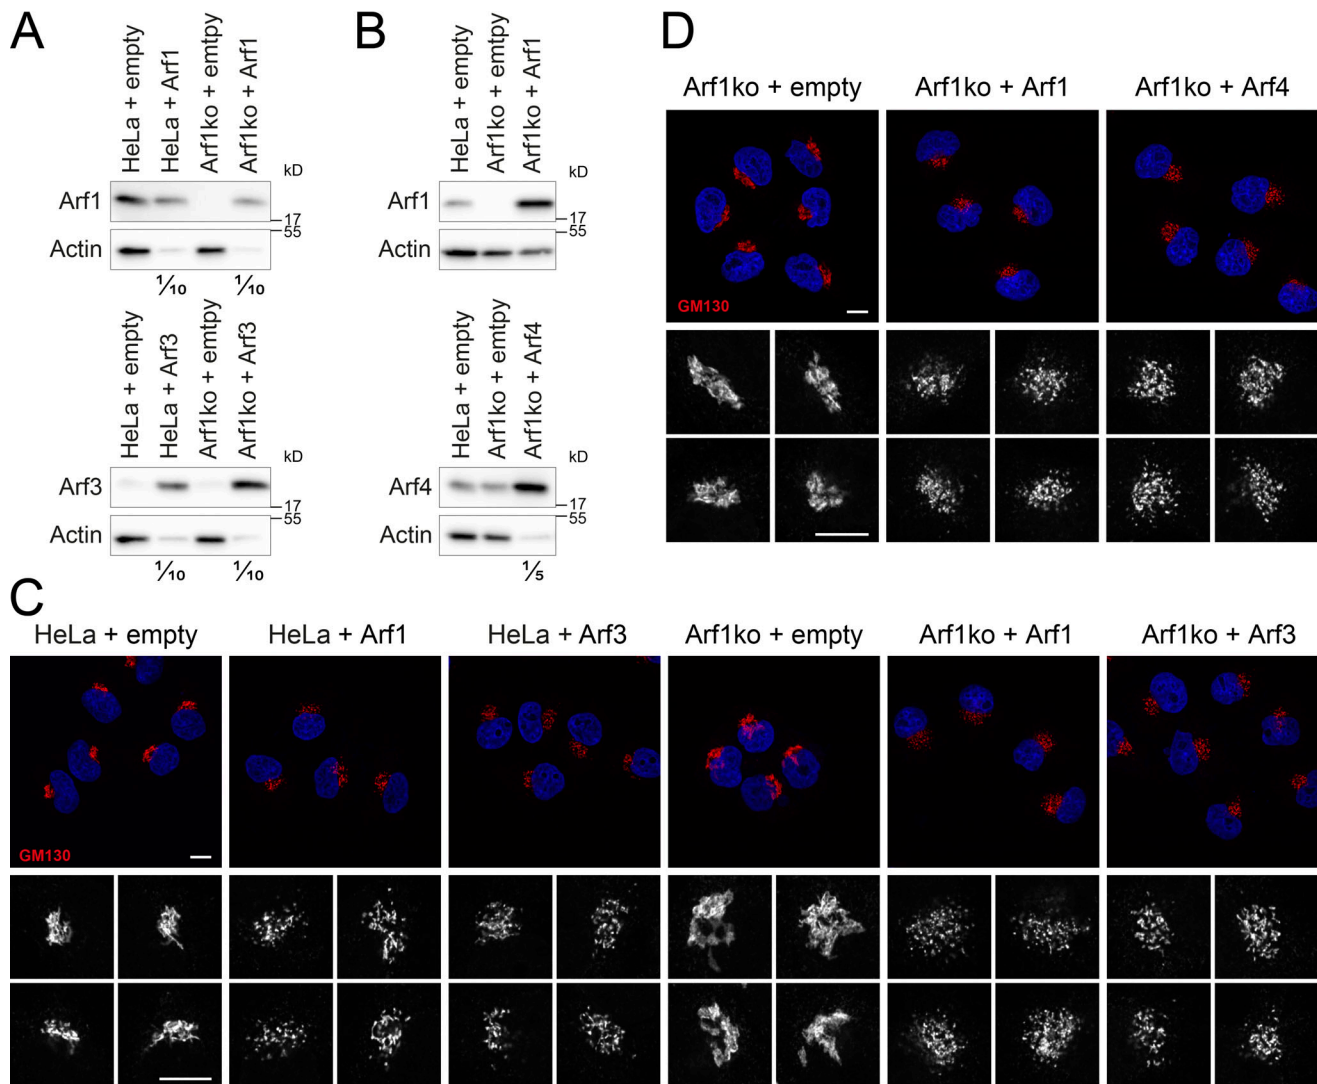 A
HeLa + empty
HeLa + Arf1
Arf1ko + emtpy
Arf1ko + Arf1
kD
Arf1
17
55
Actin
1/10
1/10
HeLa + empty
HeLa + Arf3
Arf1ko + emtpy
Arf1ko + Arf3
kD
Arf3
17
55
Actin
1/10
1/10
B
HeLa + empty
Arf1ko + emtpy
Arf1ko + Arf1
kD
Arf1
17
55
Actin
HeLa + empty
Arf1ko + emtpy
Arf1ko + Arf4
kD
Arf4
17
55
Actin
1/5
D
Arf1ko + empty
Arf1ko + Arf1
Arf1ko + Arf4
GM130
C
HeLa + empty
HeLa + Arf1
HeLa + Arf3
Arf1ko + empty
Arf1ko + Arf1
Arf1ko + Arf3
GM130